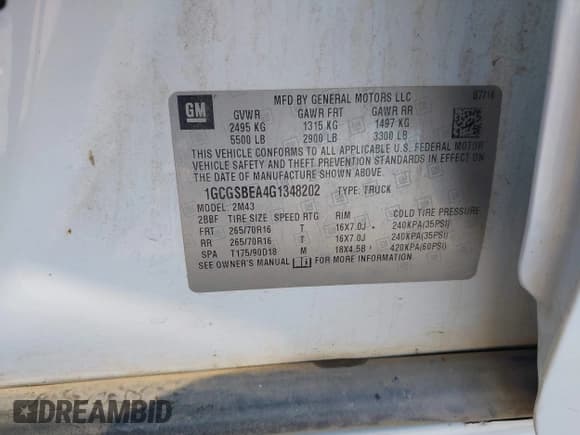 GM
MFD BY GENERAL MOTORS LLC 07/16
GVWR GAWR FRT GAWR RR
2495 KG 1315 KG 1497 KG
5500 LB 2900 LB 3300 LB
THIS VEHICLE CONFORMS TO ALL APPLICABLE U.S. FEDERAL MOTOR
VEHICLE SAFETY AND THEFT PREVENTION STANDARDS IN EFFECT ON
THE DATE OF MANUFACTURE SHOWN ABOVE.
1GCGSBEA4G1348202 TYPE: TRUCK
MODEL: 2M43
2BBF TIRE SIZE SPEED RTG RIM COLD TIRE PRESSURE
FRT 265/70R16 T 16X7.0J 240KPA(35PSI)
RR 265/70R16 T 16X7.0J 240KPA(35PSI)
SPA T175/90D18 M 18X4.5B 420KPA(60PSI)
SEE OWNER'S MANUAL FOR MORE INFORMATION
DREAMBID